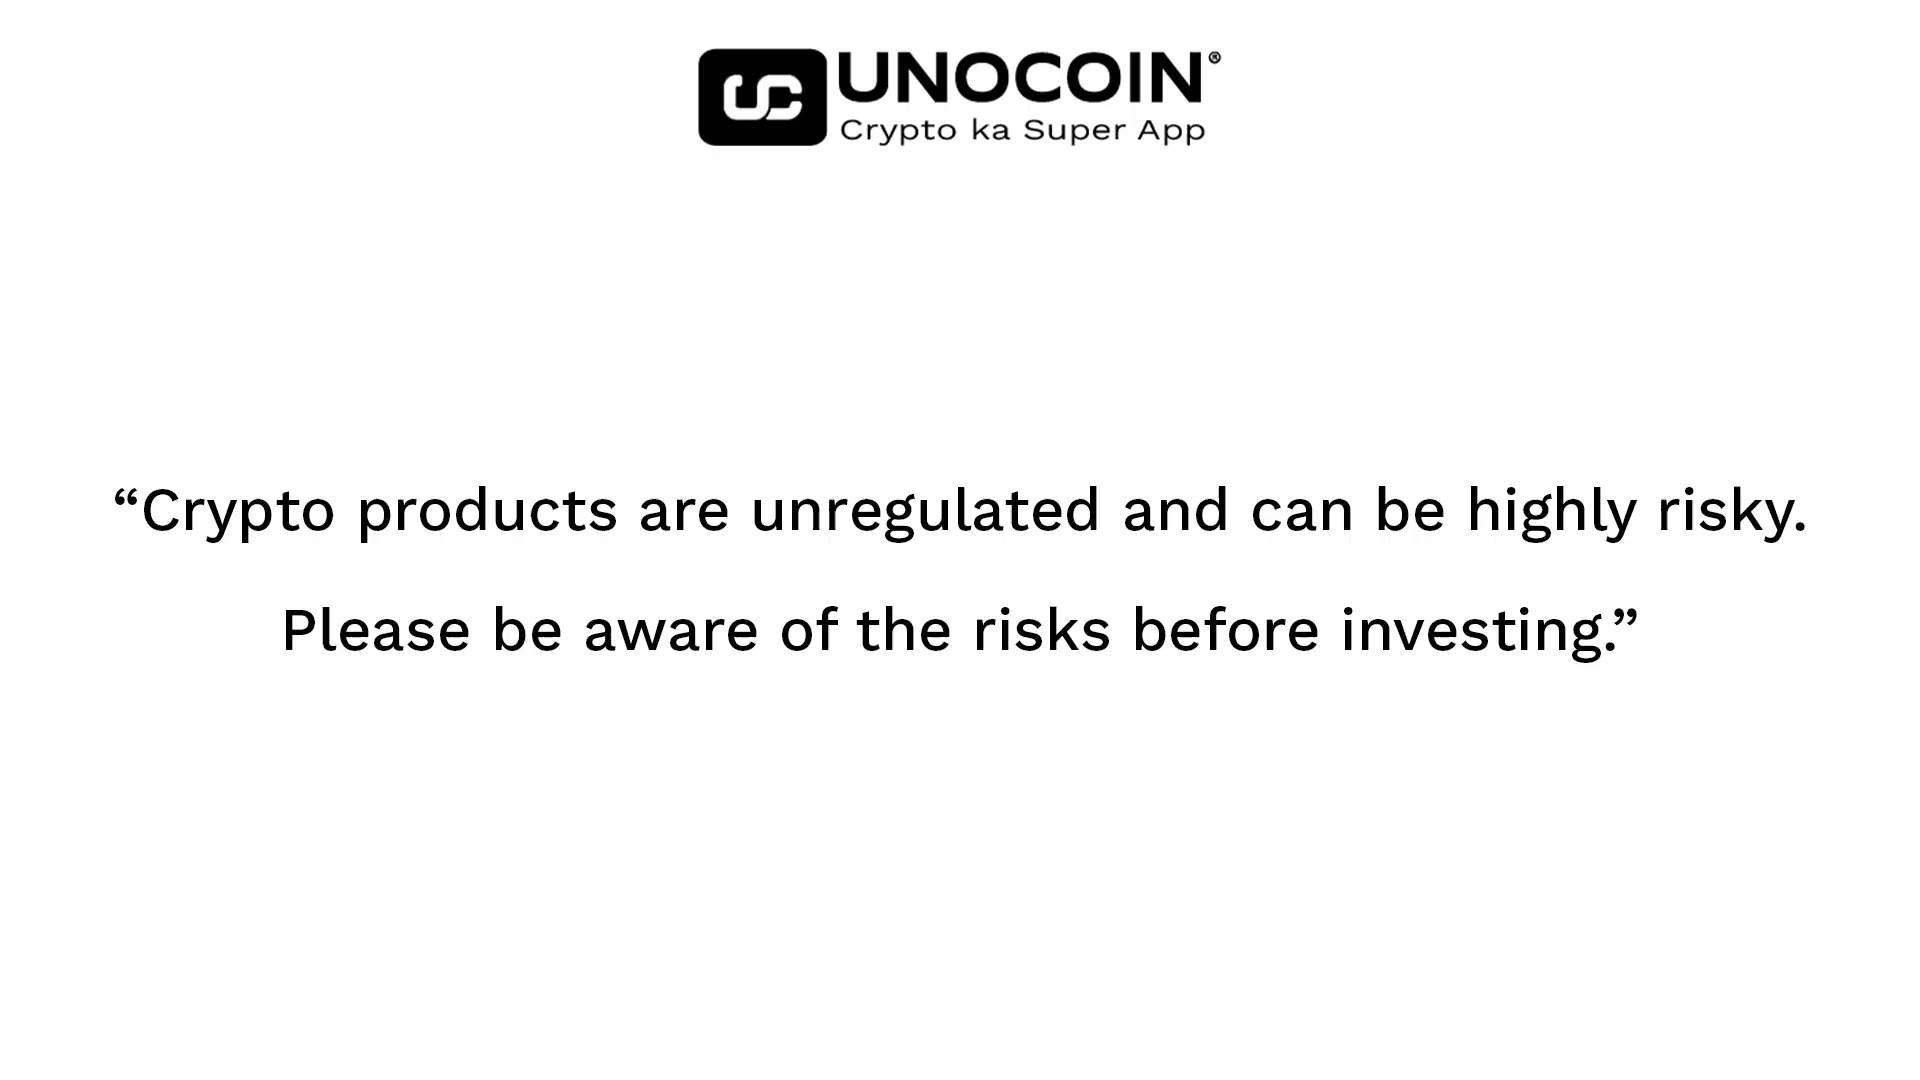 UC UNOCOIN®
Crypto ka Super App
“Crypto products are unregulated and can be highly risky.
Please be aware of the risks before investing.”